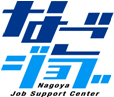 なご
ジョブ
Nagoya
Job Support Center